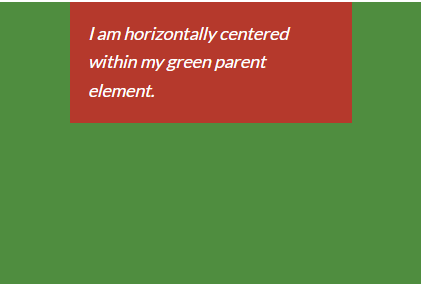 I am horizontally centered
within my green parent
element.